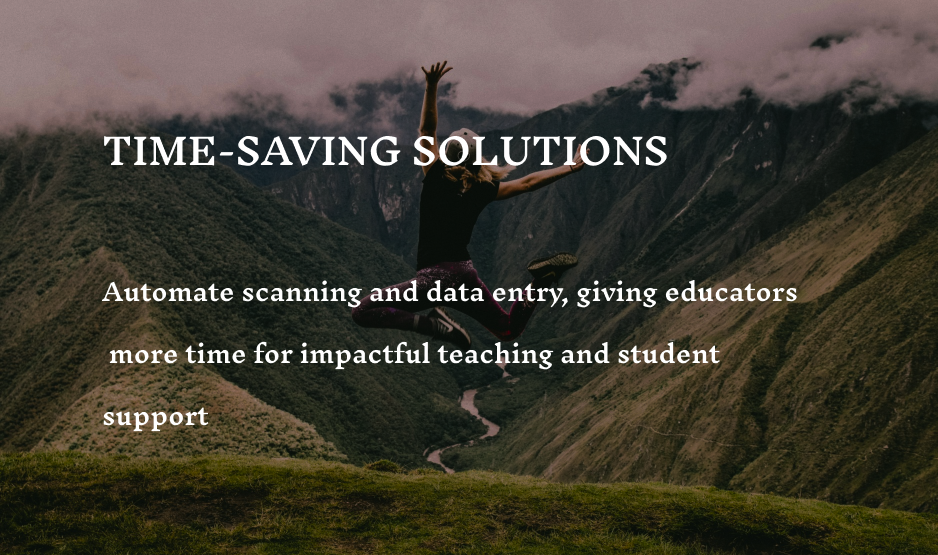 TIME-SAVING SOLUTIONS
Automate scanning and data entry, giving educators
more time for impactful teaching and student
support